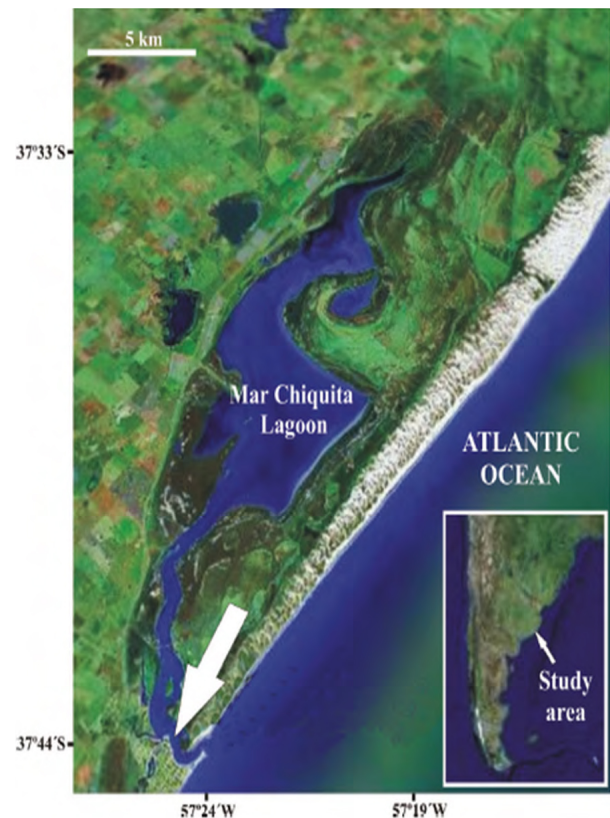 5 km
37°33´S
Mar Chiquita
Lagoon
ATLANTIC
OCEAN
Study
area
37°44´S
57°24´W
57°19´W